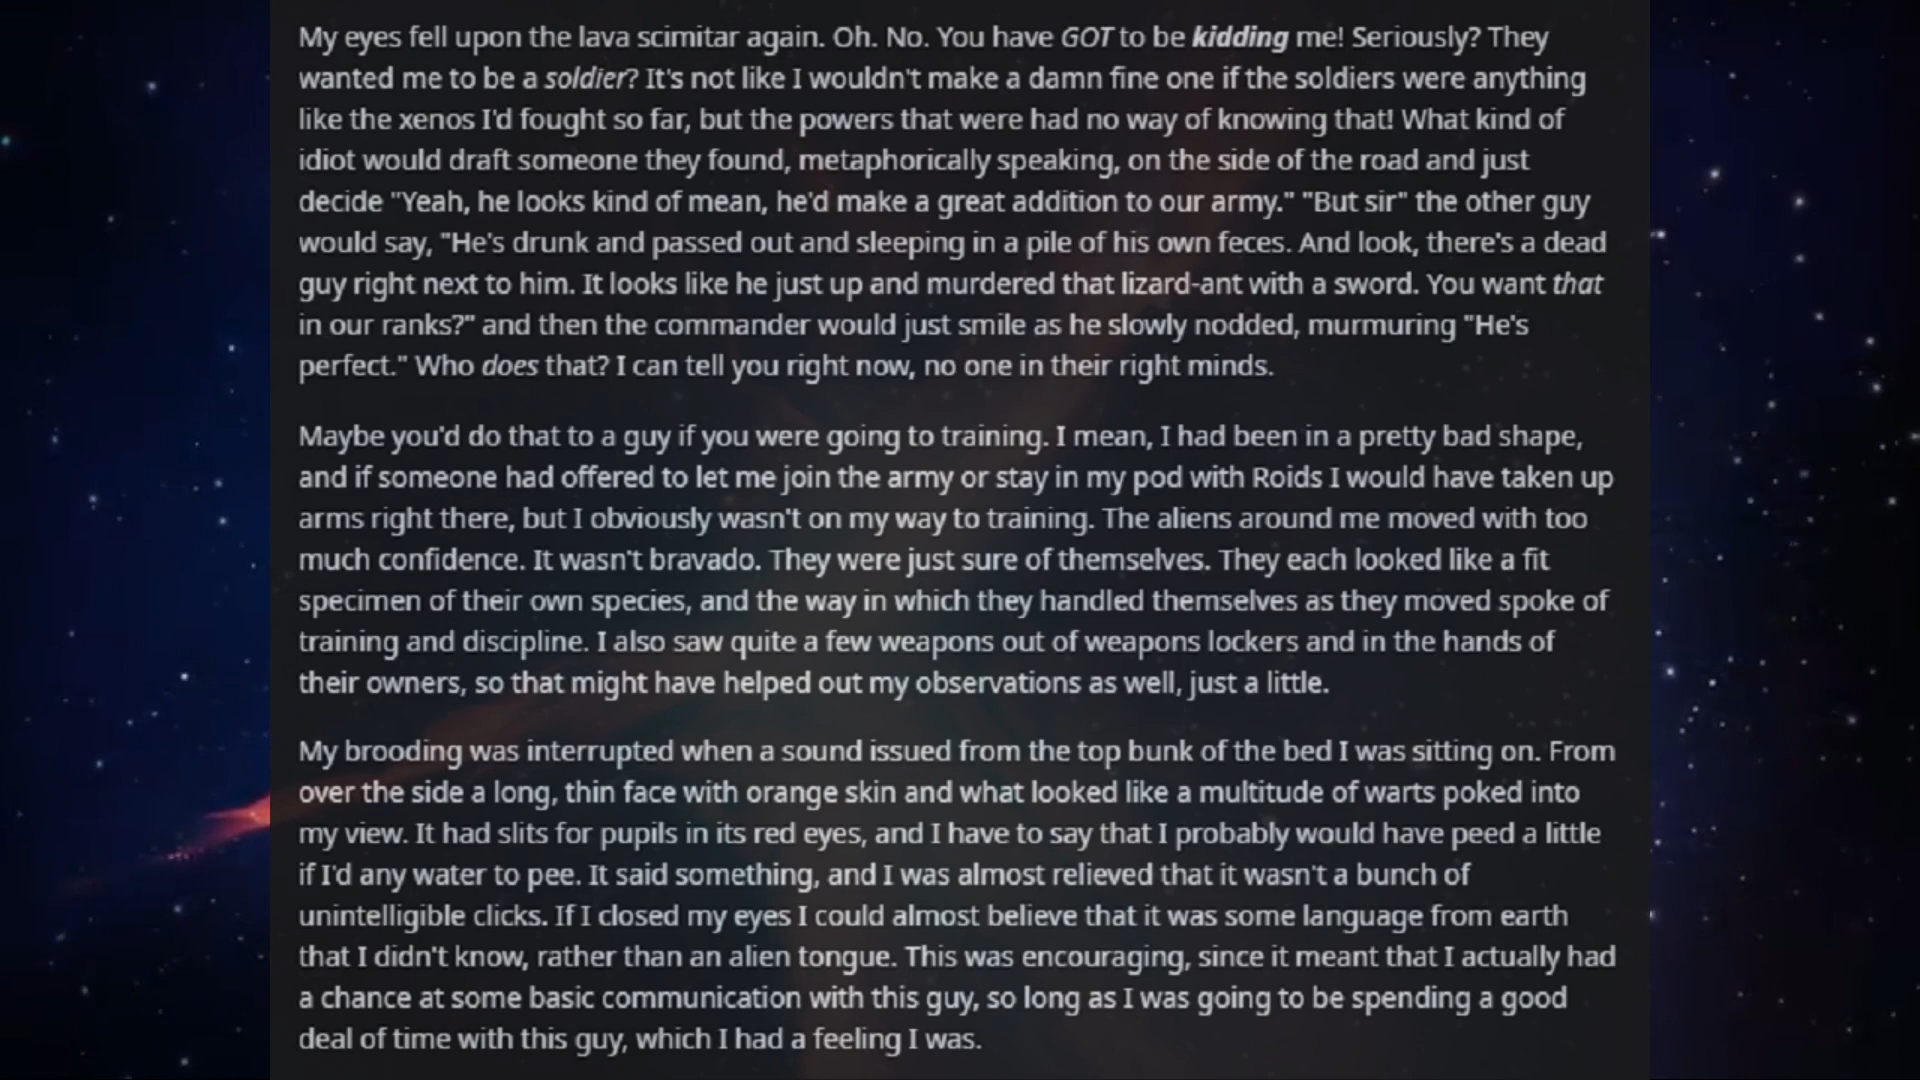 My eyes fell upon the lava scimitar again. Oh. No. You have GOT to be kidding me! Seriously? They
wanted me to be a soldier? It's not like I wouldn't make a damn fine one if the soldiers were anything
like the xenos I'd fought so far, but the powers that were had no way of knowing that! What kind of
idiot would draft someone they found, metaphorically speaking, on the side of the road and just
decide "Yeah, he looks kind of mean, he'd make a great addition to our army." "But sir" the other guy
would say, "He's drunk and passed out and sleeping in a pile of his own feces. And look, there's a dead
guy right next to him. It looks like he just up and murdered that lizard-ant with a sword. You want that
in our ranks?" and then the commander would just smile as he slowly nodded, murmuring "He's
perfect." Who does that? I can tell you right now, no one in their right minds.
Maybe you'd do that to a guy if you were going to training. I mean, I had been in a pretty bad shape,
and if someone had offered to let me join the army or stay in my pod with Roids I would have taken up
arms right there, but I obviously wasn't on my way to training. The aliens around me moved with too
much confidence. It wasn't bravado. They were just sure of themselves. They each looked like a fit
specimen of their own species, and the way in which they handled themselves as they moved spoke of
training and discipline. I also saw quite a few weapons out of weapons lockers and in the hands of
their owners, so that might have helped out my observations as well, just a little.
My brooding was interrupted when a sound issued from the top bunk of the bed I was sitting on. From
over the side a long, thin face with orange skin and what looked like a multitude of warts poked into
my view. It had slits for pupils in its red eyes, and I have to say that I probably would have peed a little
if I'd any water to pee. It said something, and I was almost relieved that it wasn't a bunch of
unintelligible clicks. If I closed my eyes I could almost believe that it was some language from earth
that I didn't know, rather than an alien tongue. This was encouraging, since it meant that I actually had
a chance at some basic communication with this guy, so long as I was going to be spending a good
deal of time with this guy, which I had a feeling I was.